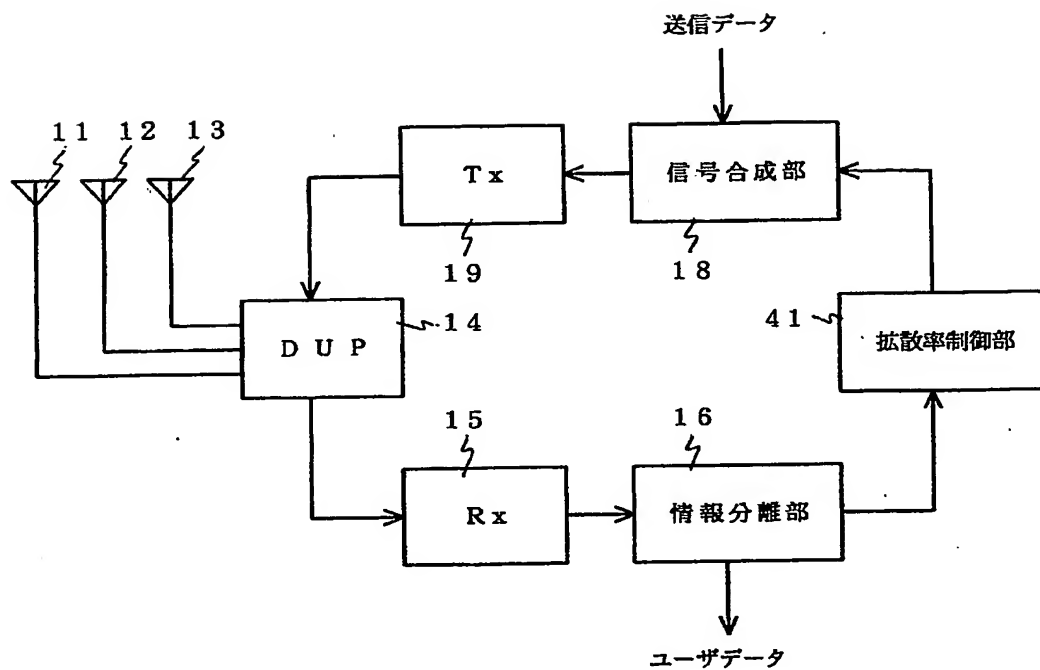 送信データ
１１
１２
１３
Ｔｘ
信号合成部
１９
１８
ＤＵＰ
１４
４１
拡散率制御部
１５
１６
Ｒｘ
情報分離部
ユーザデータ